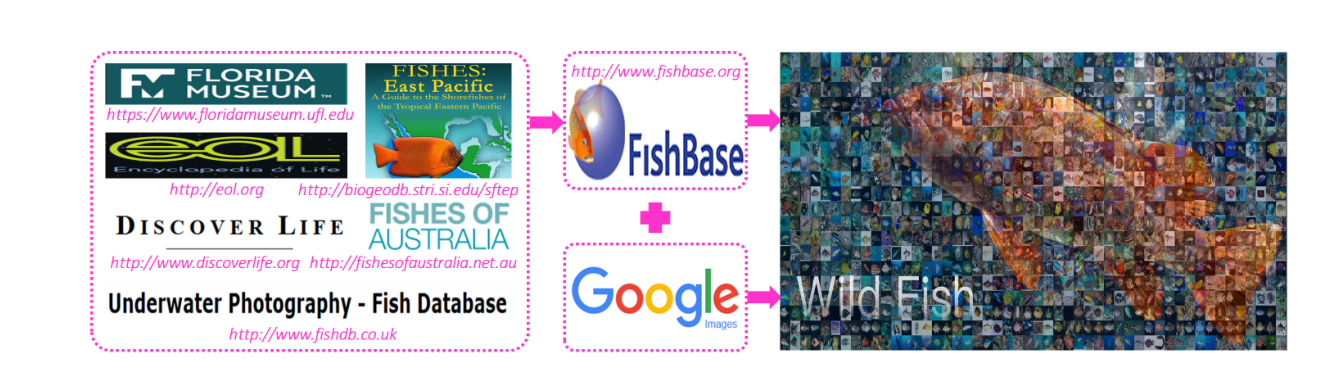 FLORIDA
MUSEUM™
https://www.floridamuseum.ufl.edu
FISHES:
East Pacific
A Guide to the Shorefishes of
the Tropical Eastern Pacific
eOL
Encyclopedia of Life
http://eol.org
http://biogeodb.stri.si.edu/sftep
DISCOVER LIFE
http://www.discoverlife.org
FISHES OF
AUSTRALIA
http://fishesofaustralia.net.au
Underwater Photography - Fish Database
http://www.fishdb.co.uk
http://www.fishbase.org
FishBase
Google
Images
Wild Fish